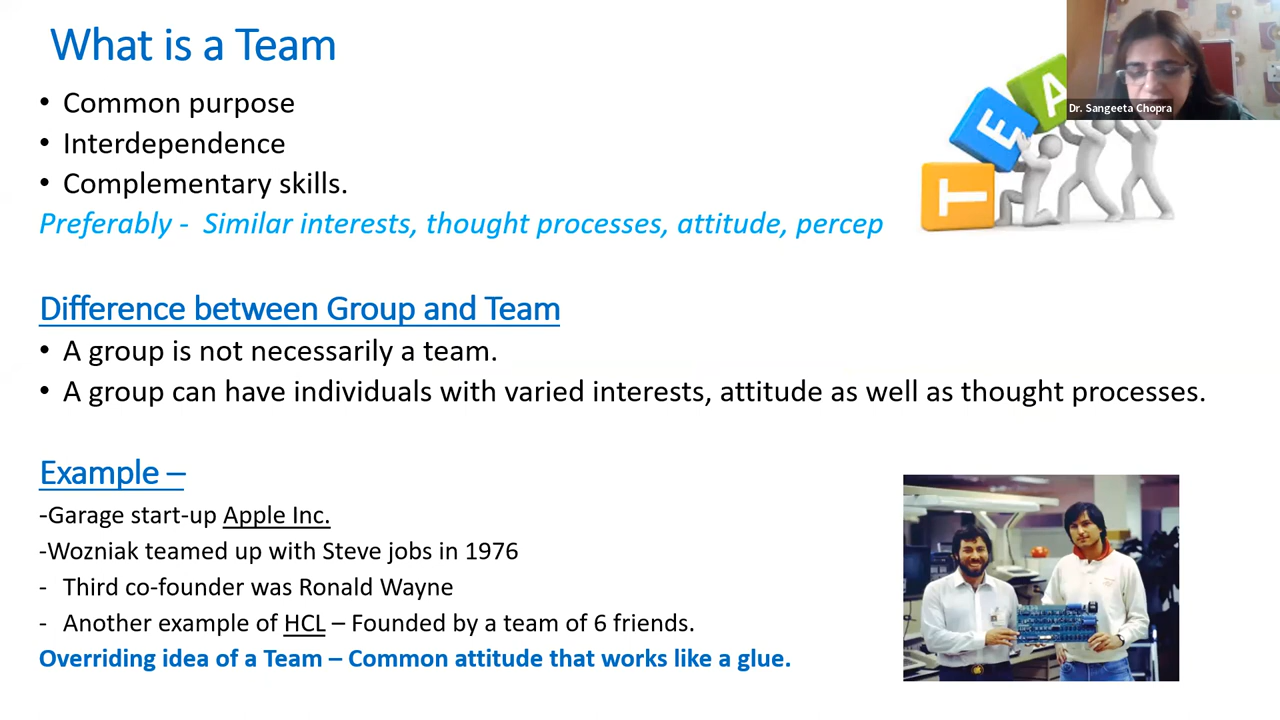 What is a Team
• Common purpose
• Interdependence
• Complementary skills.
Preferably - Similar interests, thought processes, attitude, percep
T E A
Dr. Sangeeta Chopra
Difference between Group and Team
• A group is not necessarily a team.
• A group can have individuals with varied interests, attitude as well as thought processes.
Example –
-Garage start-up Apple Inc.
-Wozniak teamed up with Steve jobs in 1976
- Third co-founder was Ronald Wayne
- Another example of HCL – Founded by a team of 6 friends.
Overriding idea of a Team – Common attitude that works like a glue.